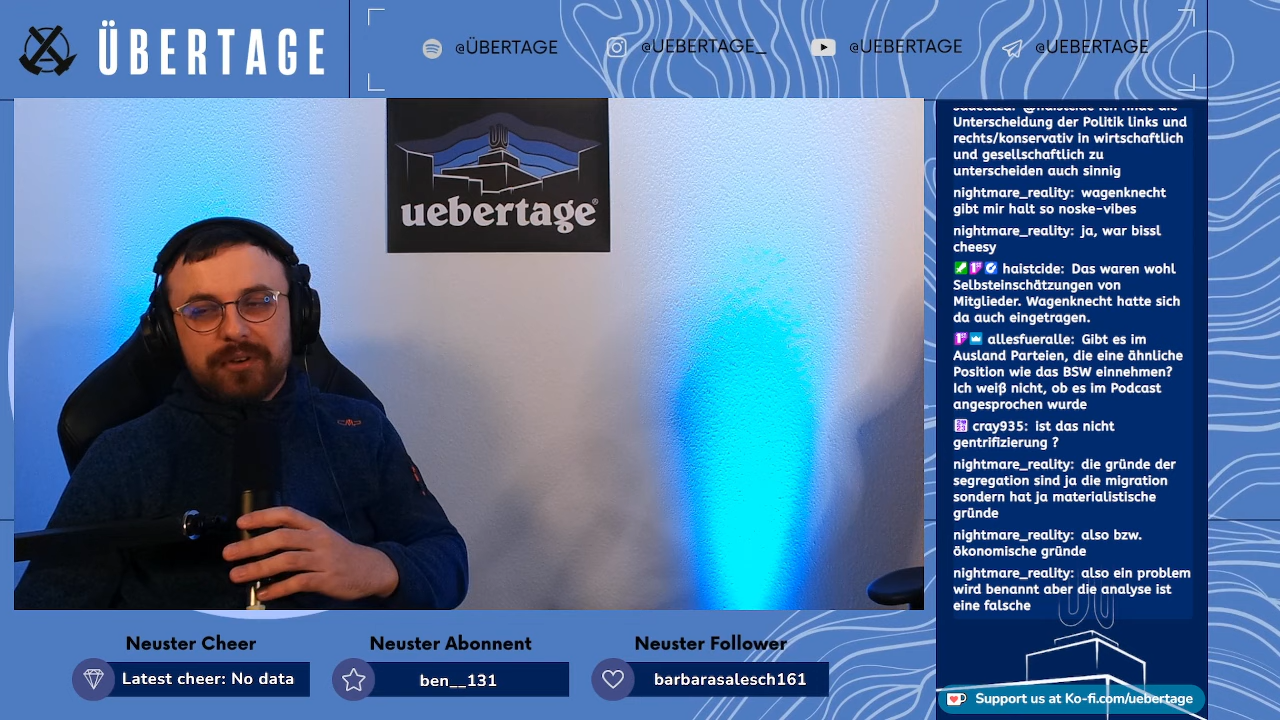 ÜBERTAGE
@ÜBERTAGE
@UEBERTAGE_
@UEBERTAGE
@UEBERTAGE
uebertage®
Unterscheidung der Politik links und
rechts/konservativ in wirtschaftlich
und gesellschaftlich zu
unterscheiden auch sinnig
nightmare_reality: wagenknecht
gibt mir halt so noske-vibes
nightmare_reality: ja, war bissl
cheesy
haistcide: Das waren wohl
Selbsteinschätzungen von
Mitglieder. Wagenknecht hatte sich
da auch eingetragen.
allesfueralle: Gibt es im
Ausland Parteien, die eine ähnliche
Position wie das BSW einnehmen?
Ich weiß nicht, ob es im Podcast
angesprochen wurde
cray935: ist das nicht
gentrifizierung ?
nightmare_reality: die gründe der
segregation sind ja die migration
sondern hat ja materialistische
gründe
nightmare_reality: also bzw.
ökonomische gründe
nightmare_reality: also ein problem
wird benannt aber die analyse ist
eine falsche
Neuster Cheer
Latest cheer: No data
Neuster Abonnent
ben__131
Neuster Follower
barbarasalesch161
Support us at Ko-fi.com/uebertage